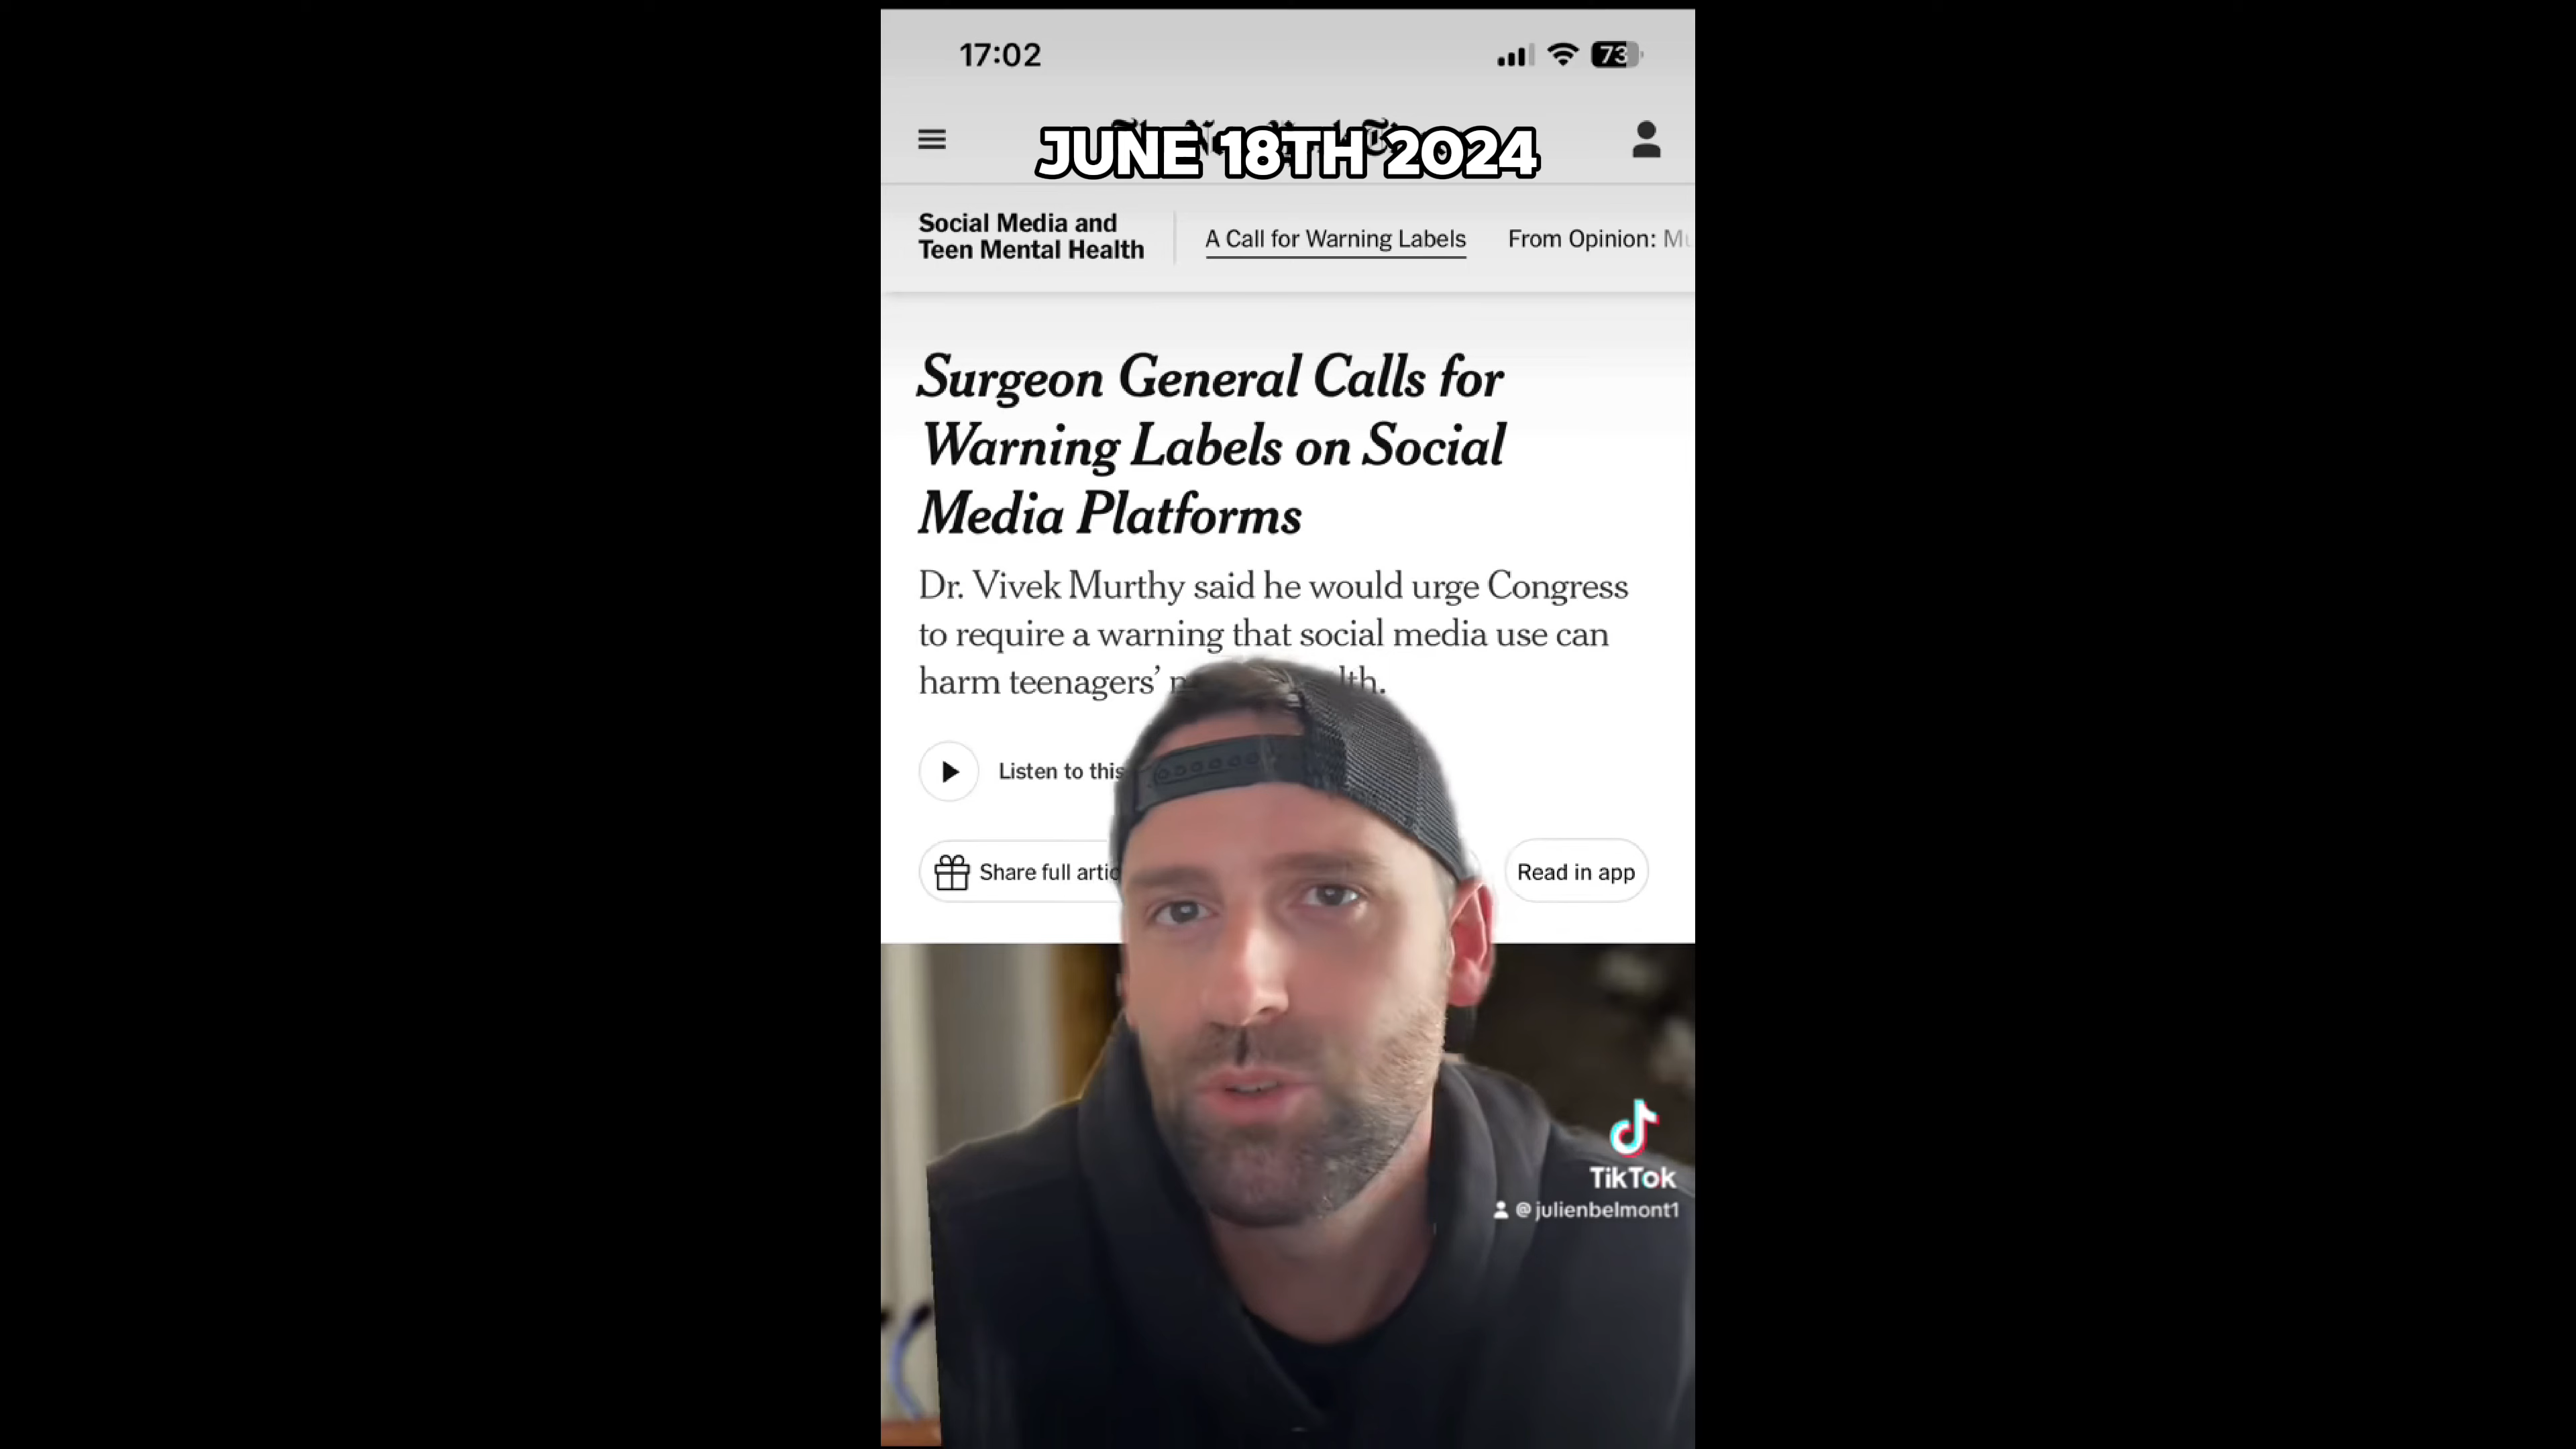 17:02
73
JUNE 18TH 2024
Social Media and
Teen Mental Health
A Call for Warning Labels
From Opinion:
Surgeon General Calls for
Warning Labels on Social
Media Platforms
Dr. Vivek Murthy said he would urge Congress
to require a warning that social media use can
harm teenagers’
Listen to this
Share full
Read in app
TikTok
@julienbelmont1